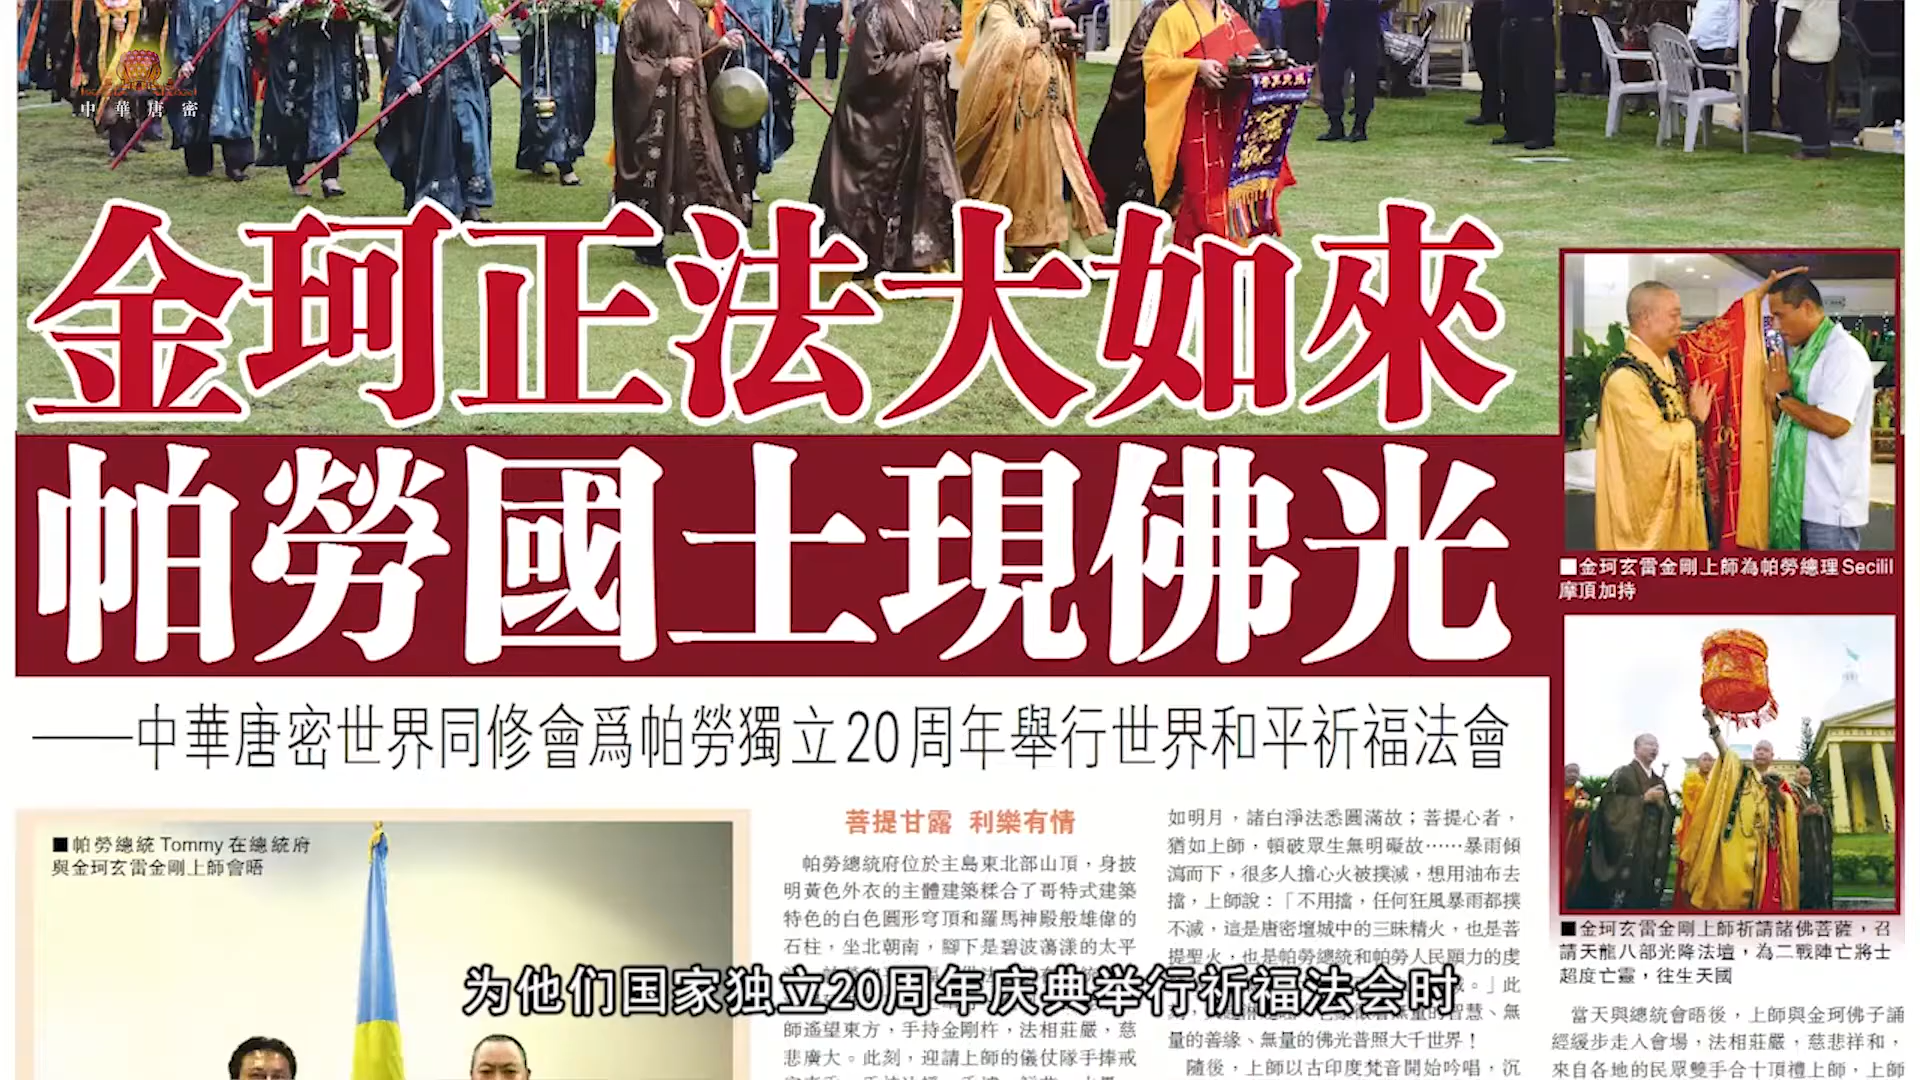 中華唐密
金珂正法大如來
帕勞國土現佛光
——中華唐密世界同修會爲帕勞獨立20周年舉行世界和平祈福法會
■帕勞總統Tommy在總統府
與金珂玄雷金剛上師會晤
菩提甘露 利樂有情
帕勞總統府位於主島東北部山頂，身披
明黃色外衣的主體建築糅合了哥特式建築
特色的白色圓形穹頂和羅馬神殿般雄偉的
石柱，坐北朝南，腳下是碧波蕩漾的太平
師遙望東方，手持金剛杵，法相莊嚴，慈
悲廣大。此刻，迎請上師的儀仗隊手捧戒
如明月，諸白淨法悉圓滿故；菩提心者，
猶如上師，頓破眾生無明礙故……暴雨傾
瀉而下，很多人擔心火被撲滅，想用油布去
擋，上師說：「不用擋，任何狂風暴雨都撲
不滅，這是唐密壇城中的三昧精火，也是菩
提聖火，也是帕勞總統和帕勞人民願力的虔
量的善緣、無量的佛光普照大千世界！
隨後，上師以古印度梵音開始吟唱，沉
■金珂玄雷金剛上師為帕勞總理Secilil
摩頂加持
■金珂玄雷金剛上師祈請諸佛菩薩，召
請天龍八部光降法壇，為二戰陣亡將士
超度亡靈，往生天國
當天與總統會晤後，上師與金珂佛子誦
經緩步走入會場，法相莊嚴，慈悲祥和，
來自各地的民眾雙手合十頂禮上師，上師
为他们国家独立20周年庆典举行祈福法会时